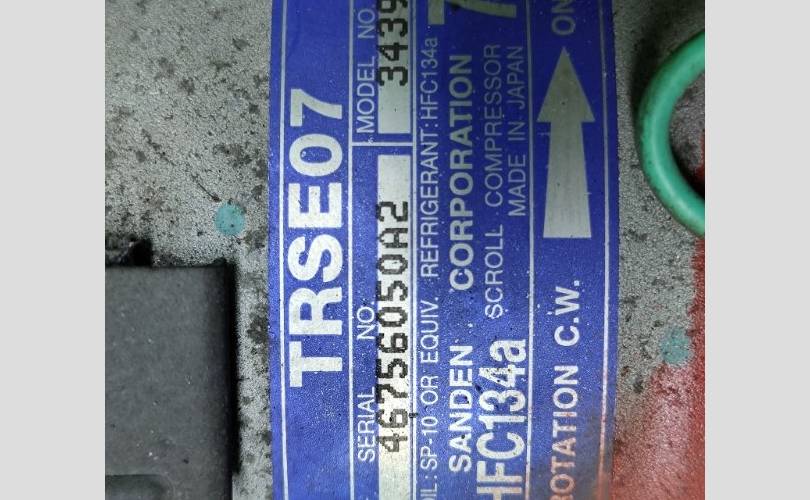 TRSE07
SERIAL NO. MODEL NO.
46756050A2 3439
OIL: SP-10 OR EQUIV. REFRIGERANT: HFC134a
SANDEN CORPORATION
HFC134a SCROLL COMPRESSOR
MADE IN JAPAN
ROTATION C.W. ON